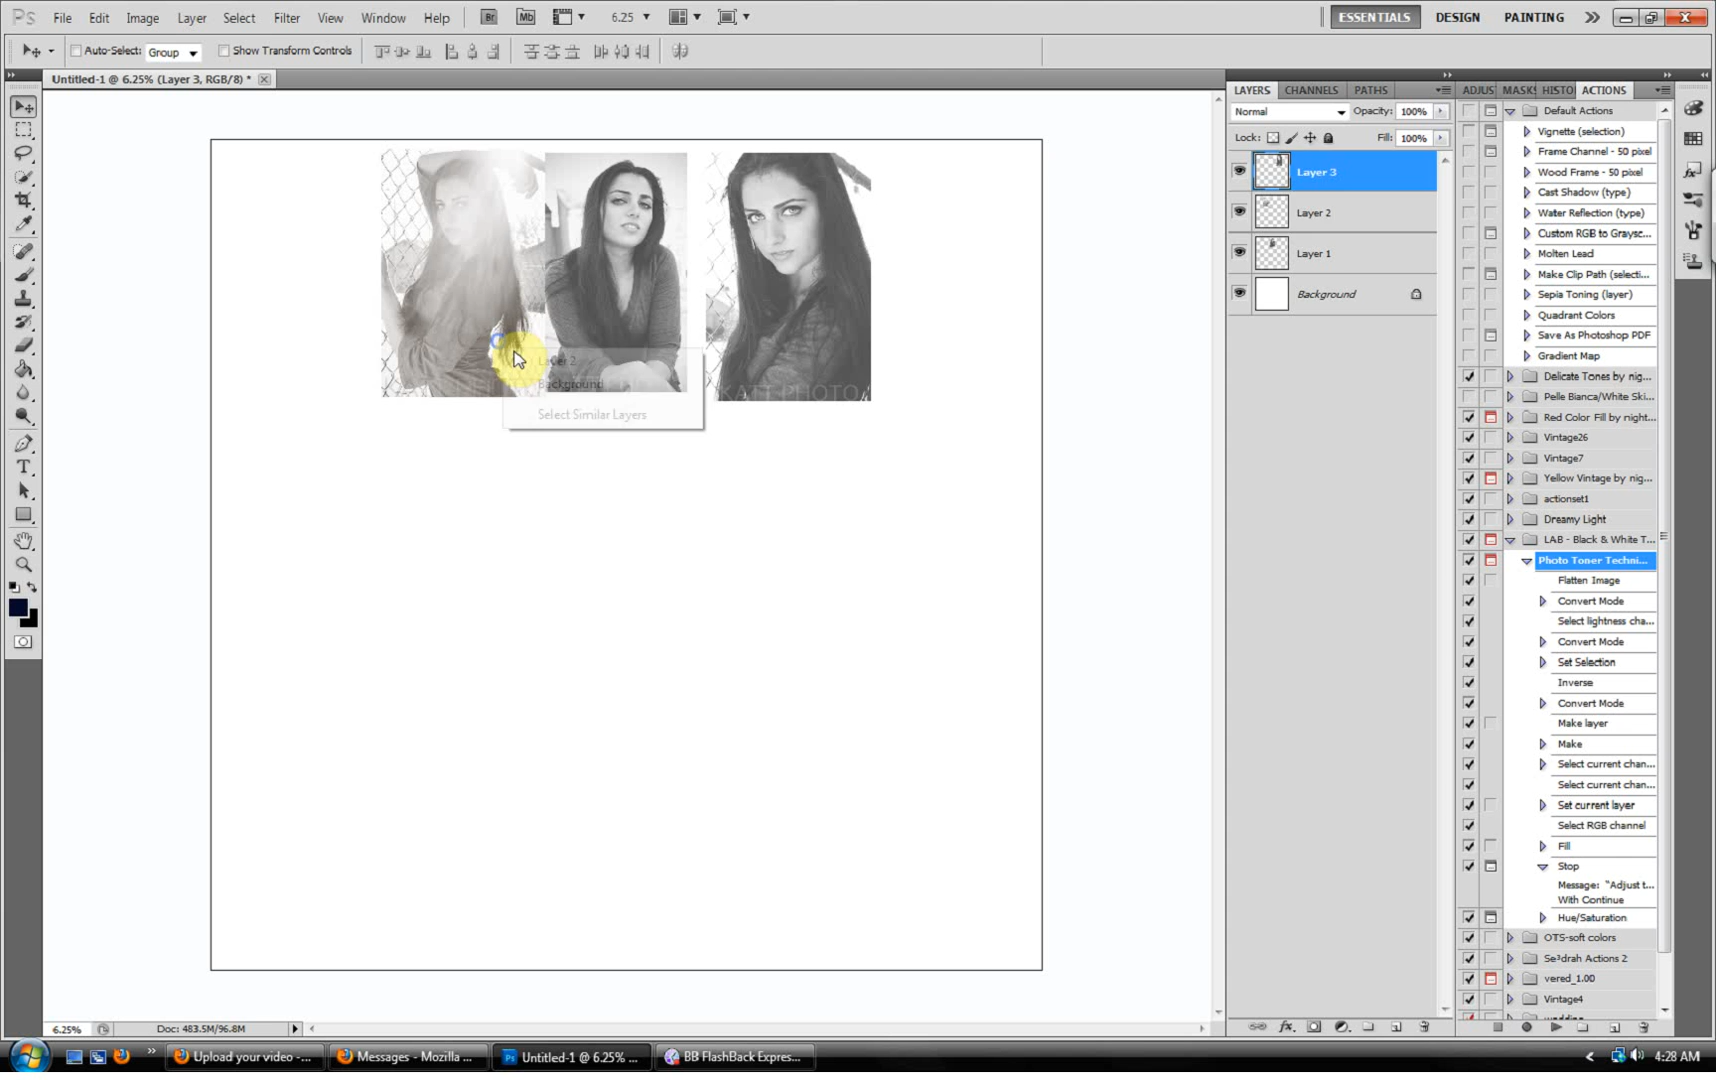 Ps File Edit Image Layer Select Filter View Window Help Br Mb 6.25 ESSENTIALS DESIGN PAINTING
Auto-Select: Group Show Transform Controls
Untitled-1 @ 6.25% (Layer 3, RGB/8) *
LAYERS CHANNELS PATHS
Normal Opacity: 100%
Lock: Fill: 100%
Layer 3
Layer 2
Layer 1
Background
ADJUS MASKS HISTO ACTIONS
Default Actions
Vignette (selection)
Frame Channel - 50 pixel
Wood Frame - 50 pixel
Cast Shadow (type)
Water Reflection (type)
Custom RGB to Graysc...
Molten Lead
Make Clip Path (selecti...
Sepia Toning (layer)
Quadrant Colors
Save As Photoshop PDF
Gradient Map
Delicate Tones by nig...
Pelle Bianca/White Ski...
Red Color Fill by night...
Vintage26
Vintage7
Yellow Vintage by nig...
actionset1
Dreamy Light
LAB - Black & White T...
Photo Toner Techni...
Flatten Image
Convert Mode
Select lightness cha...
Convert Mode
Set Selection
Inverse
Convert Mode
Make layer
Make
Select current chan...
Select current chan...
Set current layer
Select RGB channel
Fill
Stop
Message: "Adjust t...
With Continue
Hue/Saturation
OTS-soft colors
Se³drah Actions 2
vered_1.00
Vintage4
wedding
Layer 2
Background
Select Similar Layers
KATT PHOTO
6.25% Doc: 483.5M/96.8M
Upload your video -... Messages - Mozilla ... Untitled-1 @ 6.25% ... BB FlashBack Expres... 4:28 AM